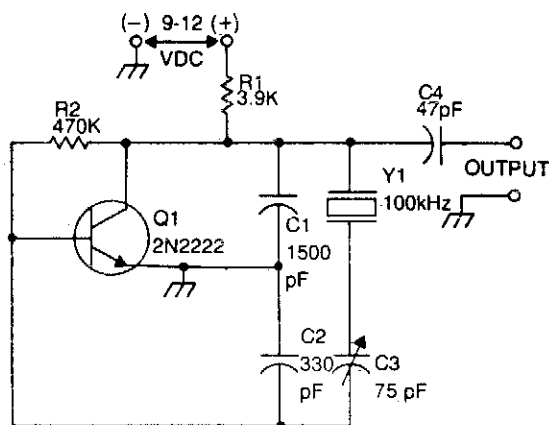 (-) 9-12 (+)
VDC
R1
3.9K
R2
470K
C4
47pF
OUTPUT
Y1
100kHz
Q1
2N2222
C1
1500
pF
C2
330
pF
C3
75 pF